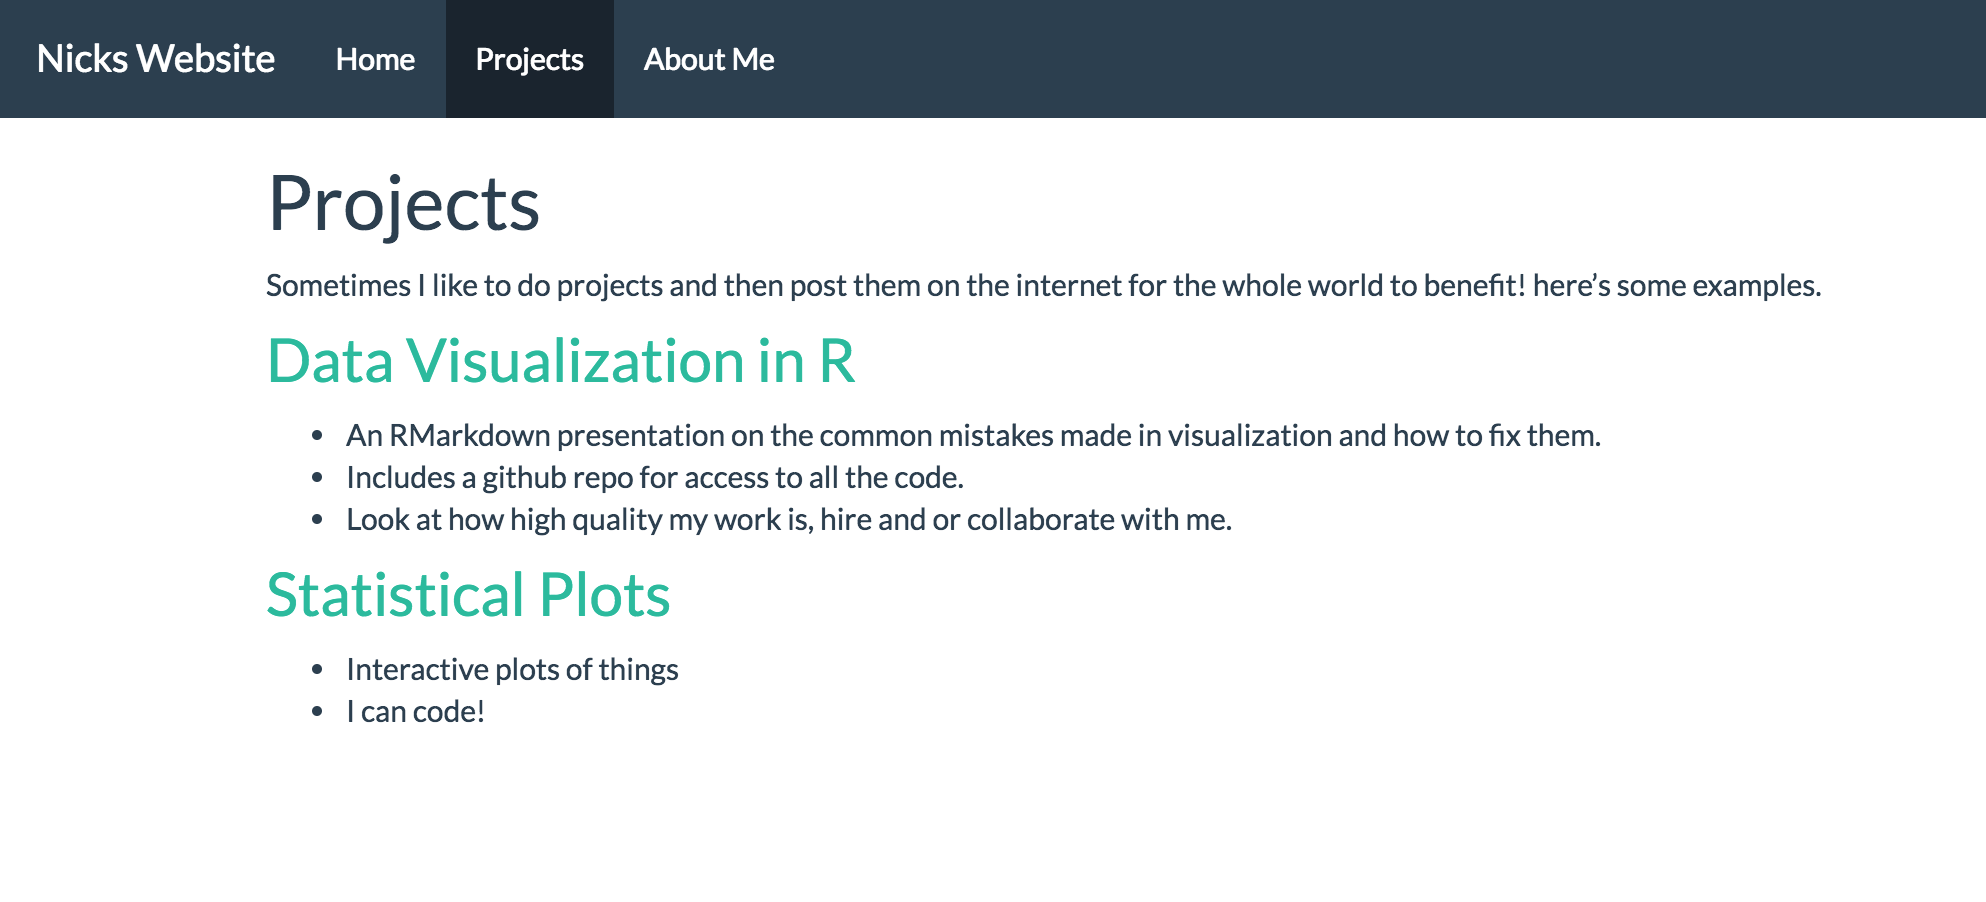 Nicks Website Home Projects About Me
Projects
Sometimes I like to do projects and then post them on the internet for the whole world to benefit! here’s some examples.
Data Visualization in R
• An RMarkdown presentation on the common mistakes made in visualization and how to fix them.
• Includes a github repo for access to all the code.
• Look at how high quality my work is, hire and or collaborate with me.
Statistical Plots
• Interactive plots of things
• I can code!